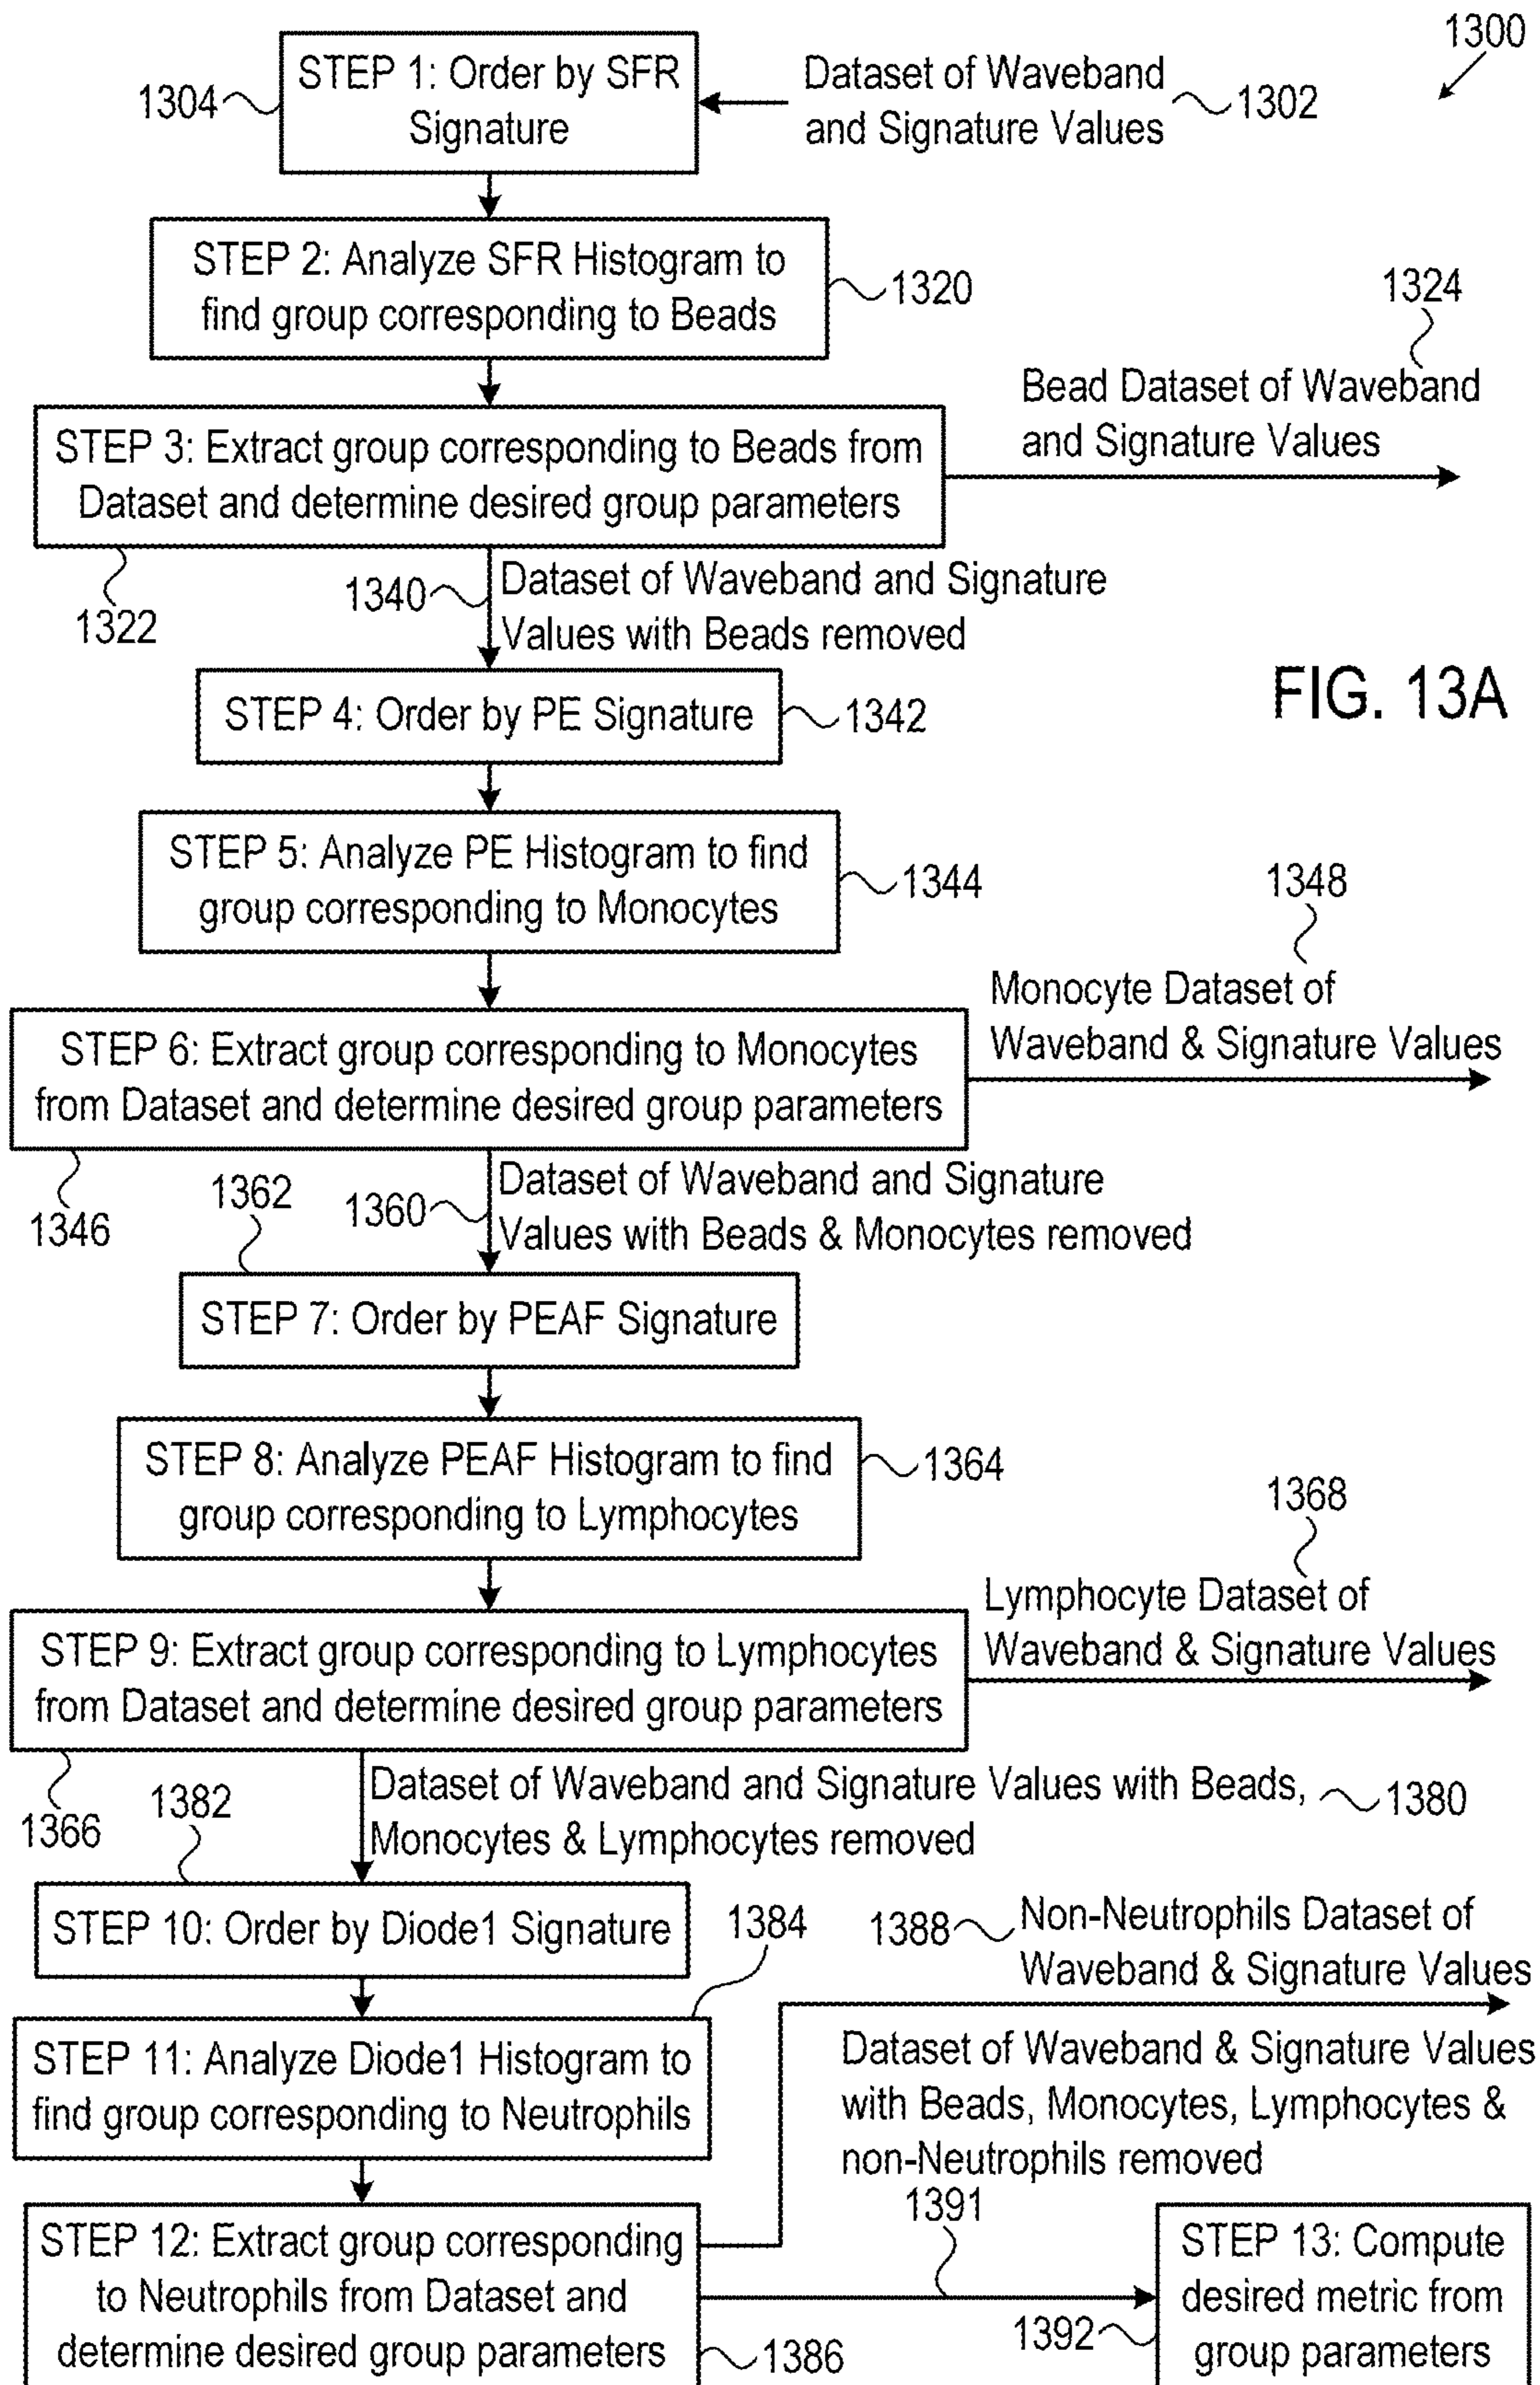 1300
STEP 1: Order by SFR
Signature
1304
Dataset of Waveband
and Signature Values
1302
STEP 2: Analyze SFR Histogram to
find group corresponding to Beads
1320
1324
Bead Dataset of Waveband
and Signature Values
STEP 3: Extract group corresponding to Beads from
Dataset and determine desired group parameters
1322
1340
Dataset of Waveband and Signature
Values with Beads removed
FIG. 13A
STEP 4: Order by PE Signature
1342
STEP 5: Analyze PE Histogram to find
group corresponding to Monocytes
1344
1348
Monocyte Dataset of
Waveband & Signature Values
STEP 6: Extract group corresponding to Monocytes
from Dataset and determine desired group parameters
1346
1362
1360
Dataset of Waveband and Signature
Values with Beads & Monocytes removed
STEP 7: Order by PEAF Signature
STEP 8: Analyze PEAF Histogram to find
group corresponding to Lymphocytes
1364
1368
Lymphocyte Dataset of
Waveband & Signature Values
STEP 9: Extract group corresponding to Lymphocytes
from Dataset and determine desired group parameters
1366
1382
Dataset of Waveband and Signature Values with Beads,
Monocytes & Lymphocytes removed
1380
STEP 10: Order by Diode1 Signature
1384
1388
Non-Neutrophils Dataset of
Waveband & Signature Values
STEP 11: Analyze Diode1 Histogram to
find group corresponding to Neutrophils
Dataset of Waveband & Signature Values
with Beads, Monocytes, Lymphocytes &
non-Neutrophils removed
1391
STEP 12: Extract group corresponding
to Neutrophils from Dataset and
determine desired group parameters
1386
1392
STEP 13: Compute
desired metric from
group parameters